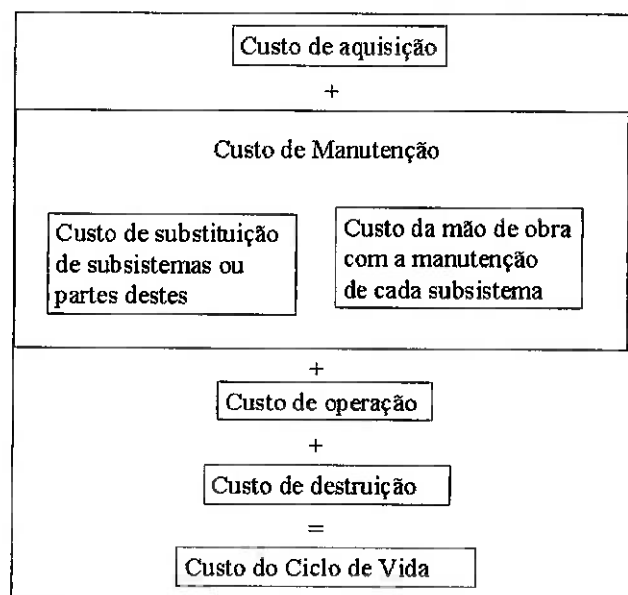 Custo de aquisição
+
Custo de Manutenção
Custo de substituição
de subsistemas ou
partes destes
Custo da mão de obra
com a manutenção
de cada subsistema
+
Custo de operação
+
Custo de destruição
=
Custo do Ciclo de Vida